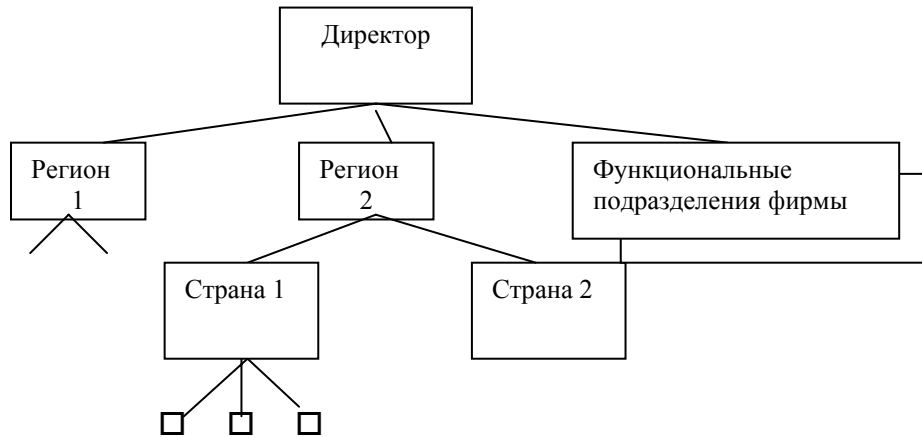 Директор
Регион
1
Регион
2
Функциональные
подразделения фирмы
Страна 1
Страна 2